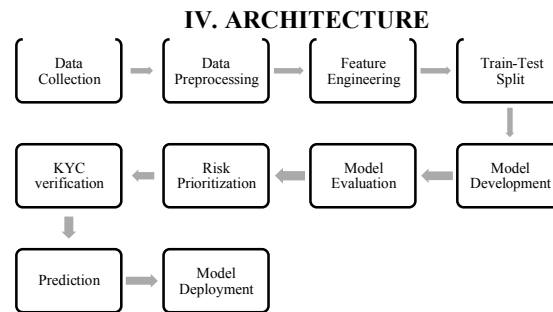 IV. ARCHITECTURE
Data
Collection
Data
Preprocessing
Feature
Engineering
Train-Test
Split
Model
Development
Model
Evaluation
Risk
Prioritization
KYC
verification
Prediction
Model
Deployment